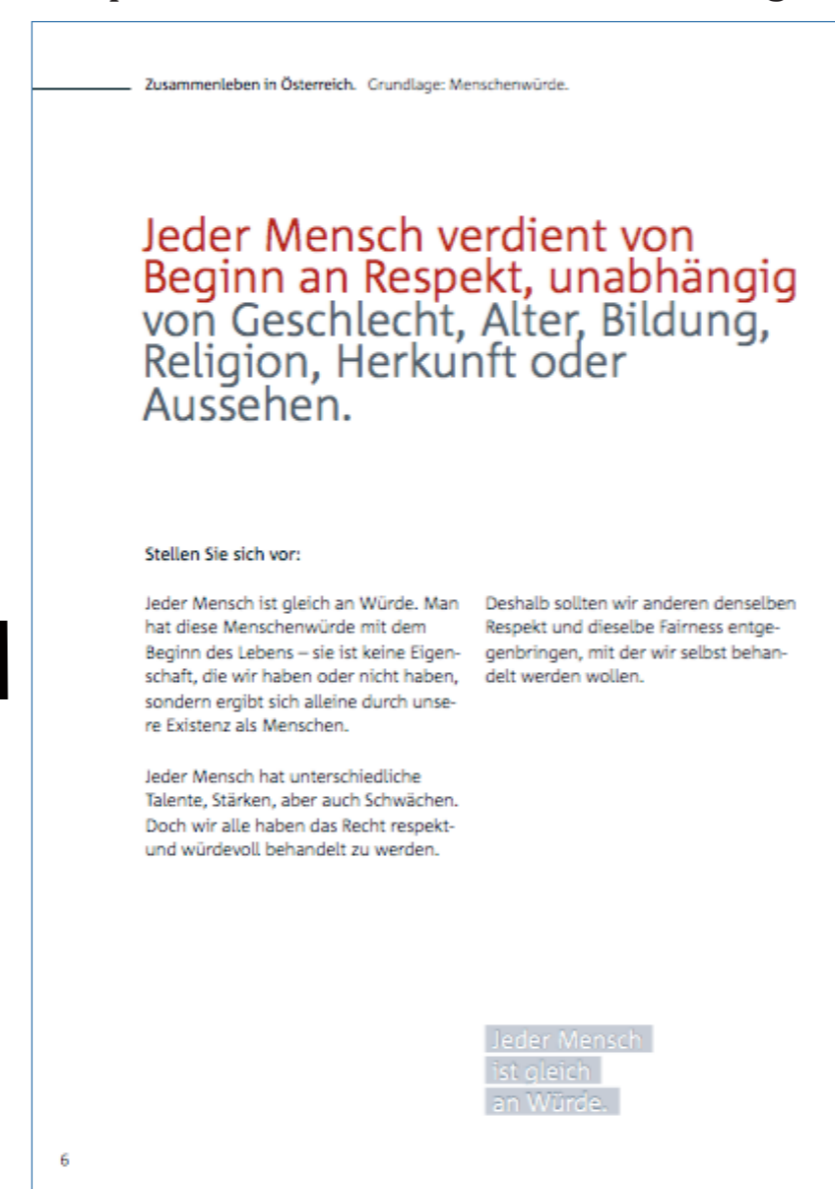 Zusammenleben in Österreich. Grundlage: Menschenwürde.
Jeder Mensch verdient von
Beginn an Respekt, unabhängig
von Geschlecht, Alter, Bildung,
Religion, Herkunft oder
Aussehen.
Stellen Sie sich vor:
Jeder Mensch ist gleich an Würde. Man
hat diese Menschenwürde mit dem
Beginn des Lebens – sie ist keine Eigen-
schaft, die wir haben oder nicht haben,
sondern ergibt sich alleine durch unse-
re Existenz als Menschen.
Jeder Mensch hat unterschiedliche
Talente, Stärken, aber auch Schwächen.
Doch wir alle haben das Recht respekt-
und würdevoll behandelt zu werden.
Deshalb sollten wir anderen denselben
Respekt und dieselbe Fairness entge-
genbringen, mit der wir selbst behan-
delt werden wollen.
Jeder Mensch
ist gleich
an Würde.
6